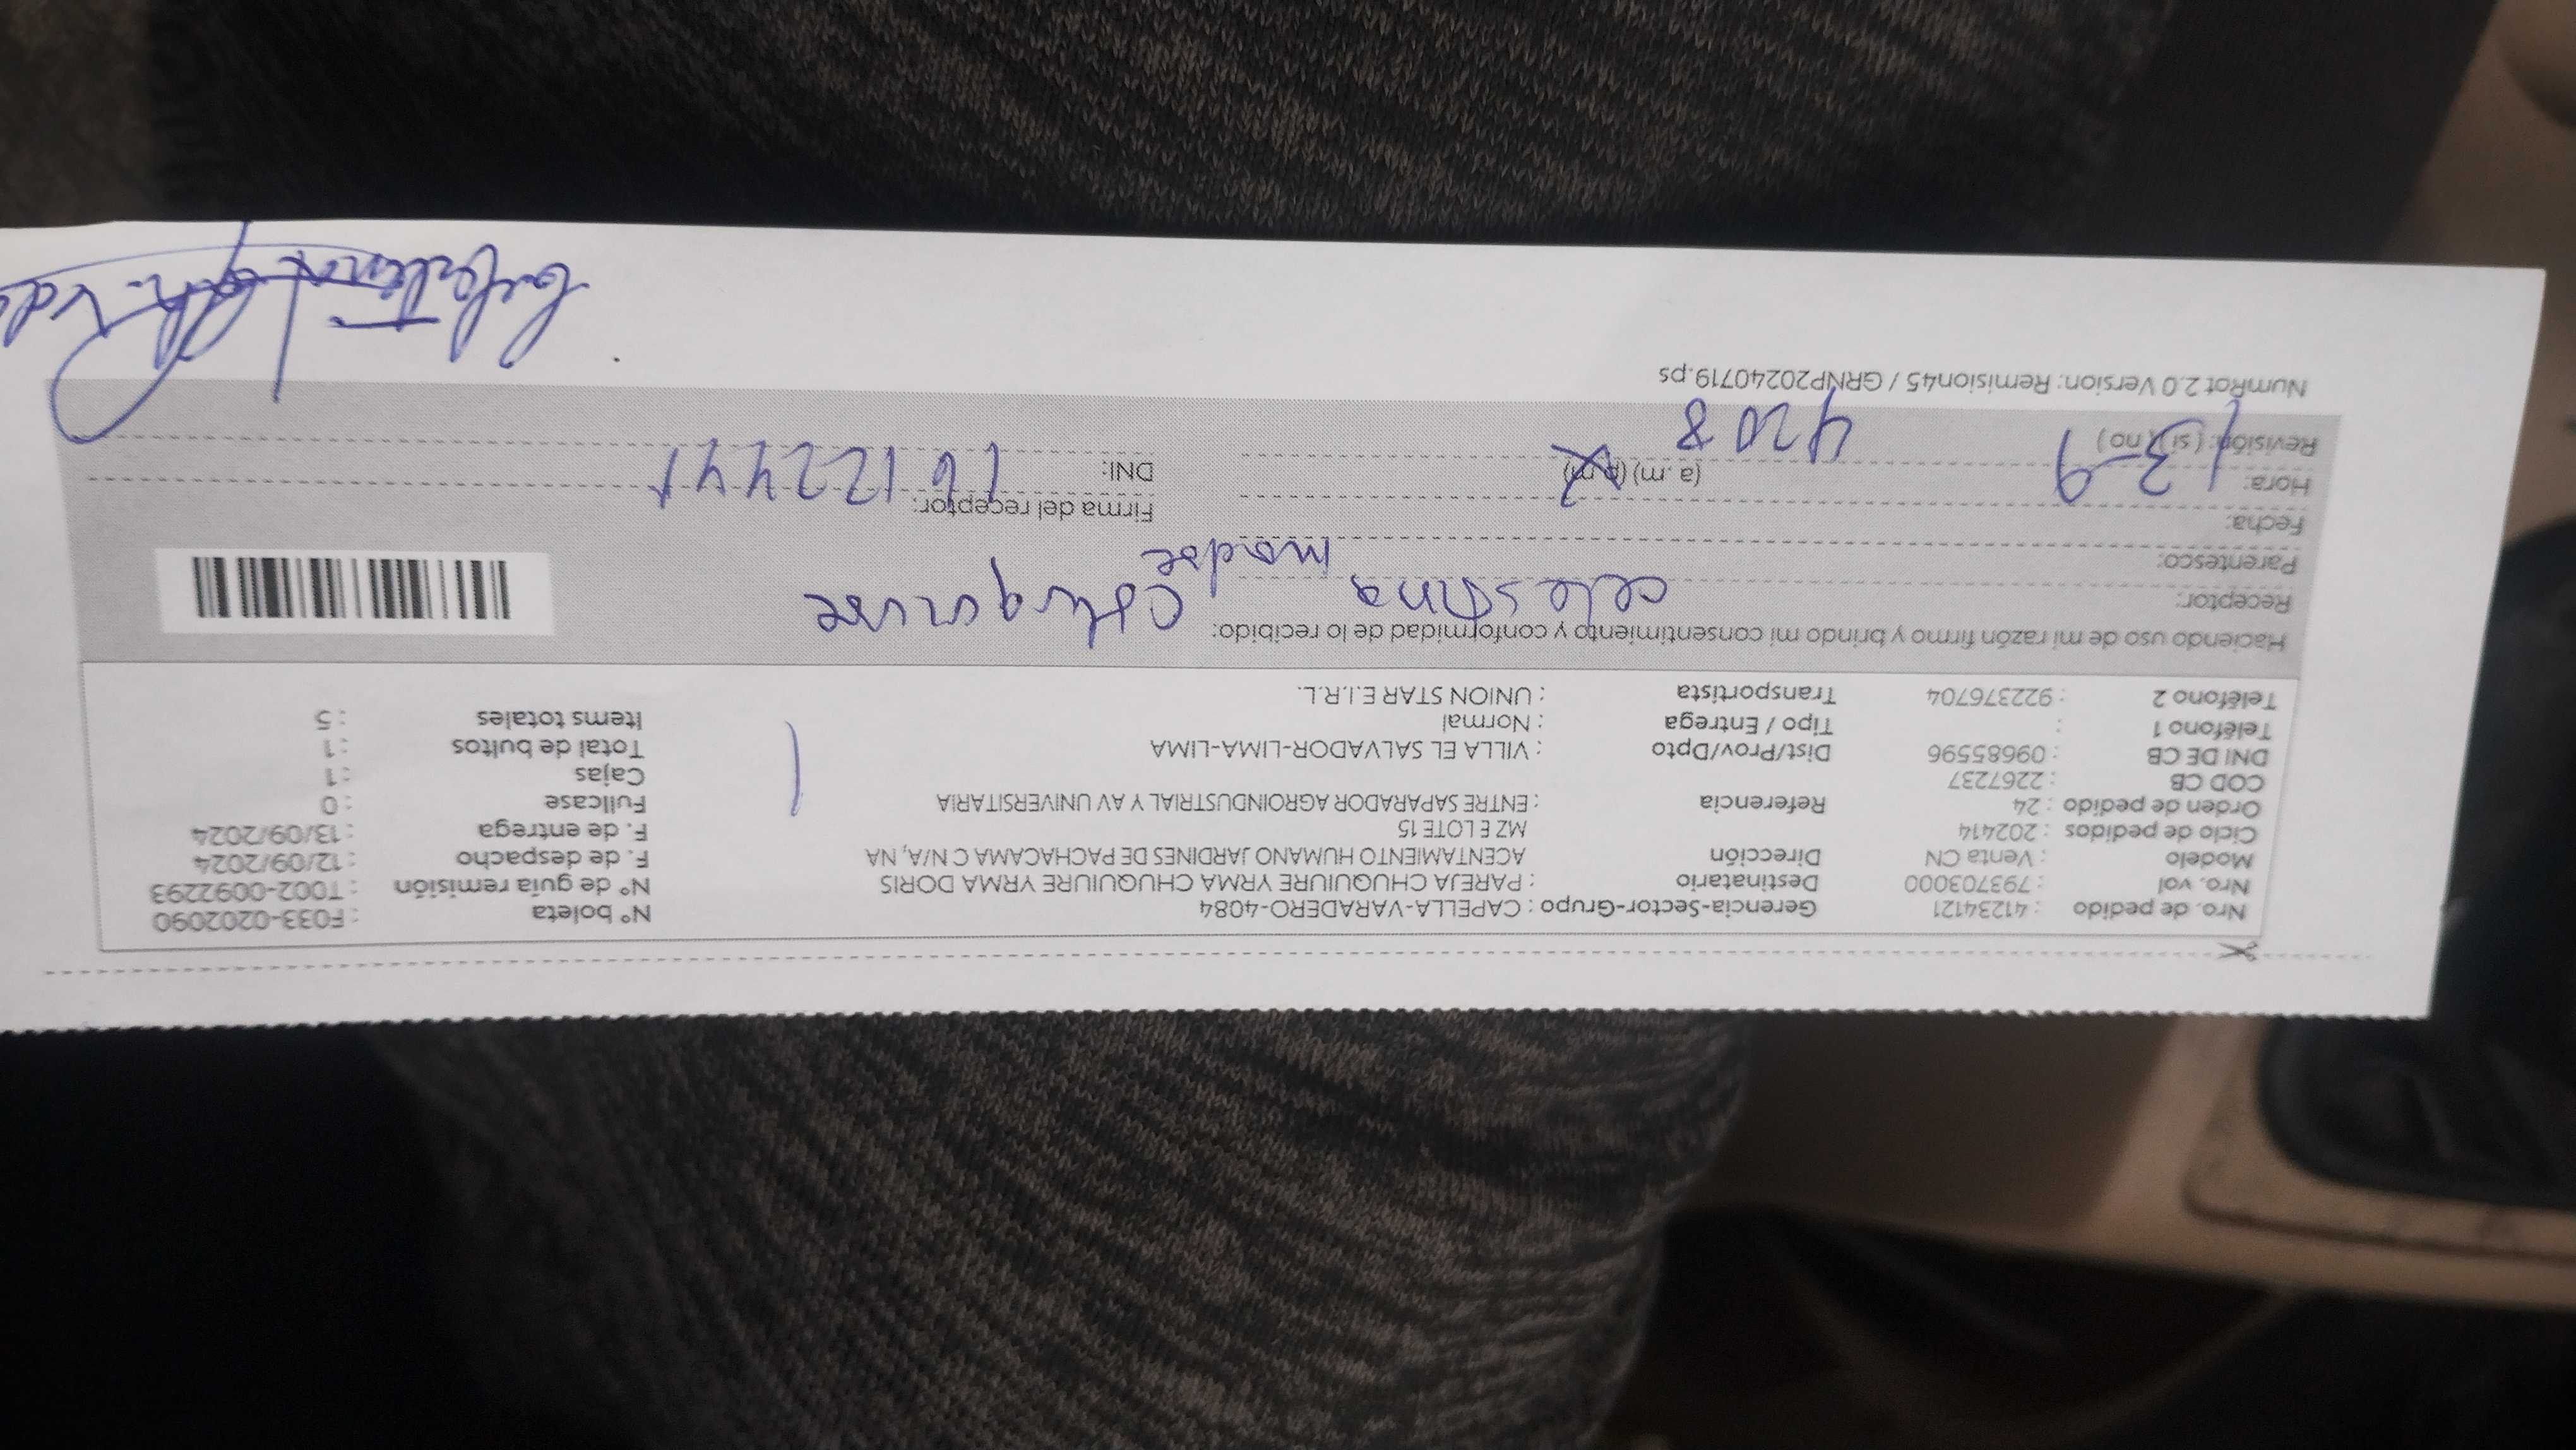 Nro. de pedido : 41234121 Gerencia-Sector-Grupo : CAPELLA-VARADERO-4084 N° boleta : F033-0202090
Nro. vol : 793703000 Destinatario : PAREJA CHUQUIURE YRMA CHUQUIURE YRMA DORIS N° de guía remisión : T002-0092293
Modelo : Venta CN Dirección ACENTAMIENTO HUMANO JARDINES DE PACHACAMA C N/A, NA F. de despacho : 12/09/2024
Ciclo de pedidos : 202414 MZ E LOTE 15 F. de entrega : 13/09/2024
Orden de pedido : 24 Referencia : ENTRE SAPARADOR AGROINDUSTRIAL Y AV UNIVERSITARIA Fullcase : 0
COD CB : 2267237 Cajas : 1
DNI DE CB : 09685596 Dist/Prov/Dpto : VILLA EL SALVADOR-LIMA-LIMA Total de bultos : 1
Teléfono 1 : Tipo / Entrega : Normal Items totales : 5
Teléfono 2 : 922376704 Transportista : UNION STAR E.I.R.L.
Haciendo uso de mi razón firmo y brindo mi consentimiento y conformidad de lo recibido:
Receptor: celestina
Parentesco: madre
Fecha: 13-9
Firma del receptor:
Hora: 4208 (a.m) (p.m)
DNI:
Revisión: ( si ) ( no )
NumRot 2.0 Version: Remision45 / GRNP20240719.ps